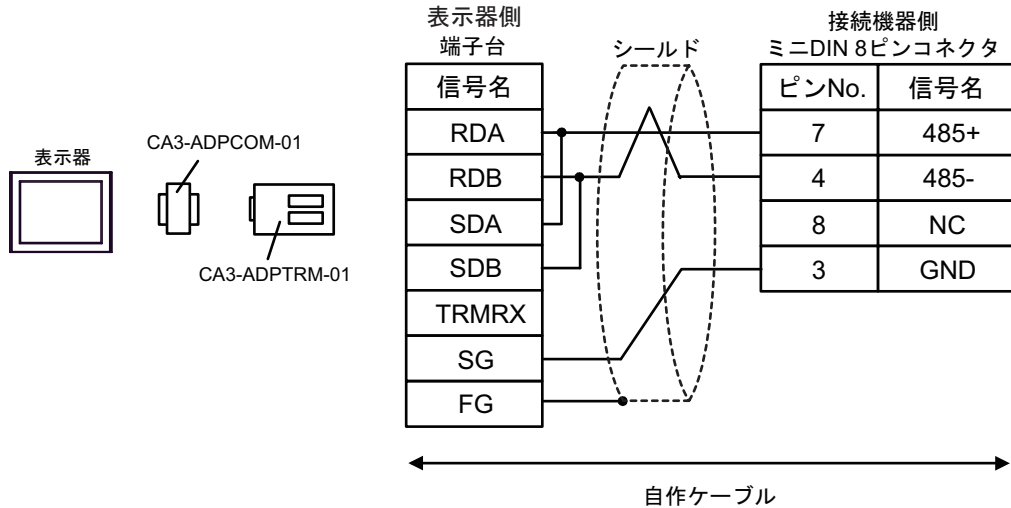 表示器
CA3-ADPCOM-01
CA3-ADPTRM-01
表示器側
端子台
信号名
RDA
RDB
SDA
SDB
TRMRX
SG
FG
シールド
接続機器側
ミニDIN 8ピンコネクタ
ピンNo. 信号名
7 485+
4 485-
8 NC
3 GND
自作ケーブル